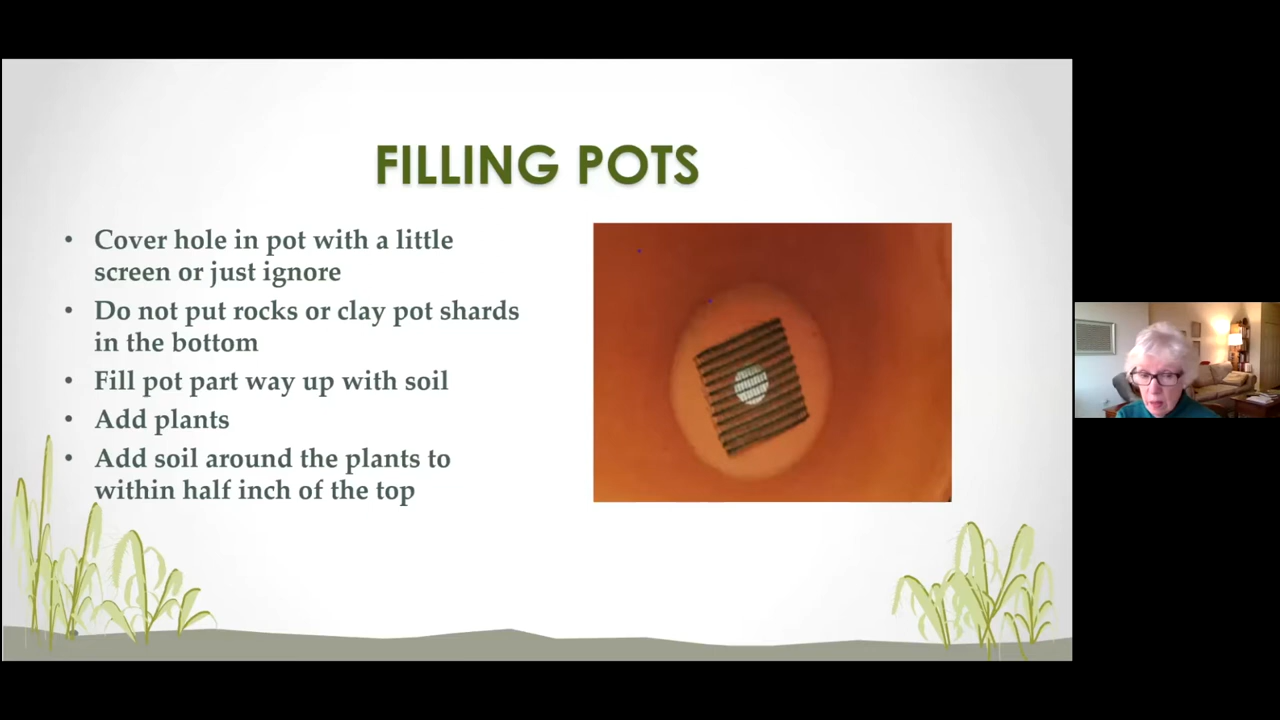 FILLING POTS
• Cover hole in pot with a little
screen or just ignore
• Do not put rocks or clay pot shards
in the bottom
• Fill pot part way up with soil
• Add plants
• Add soil around the plants to
within half inch of the top